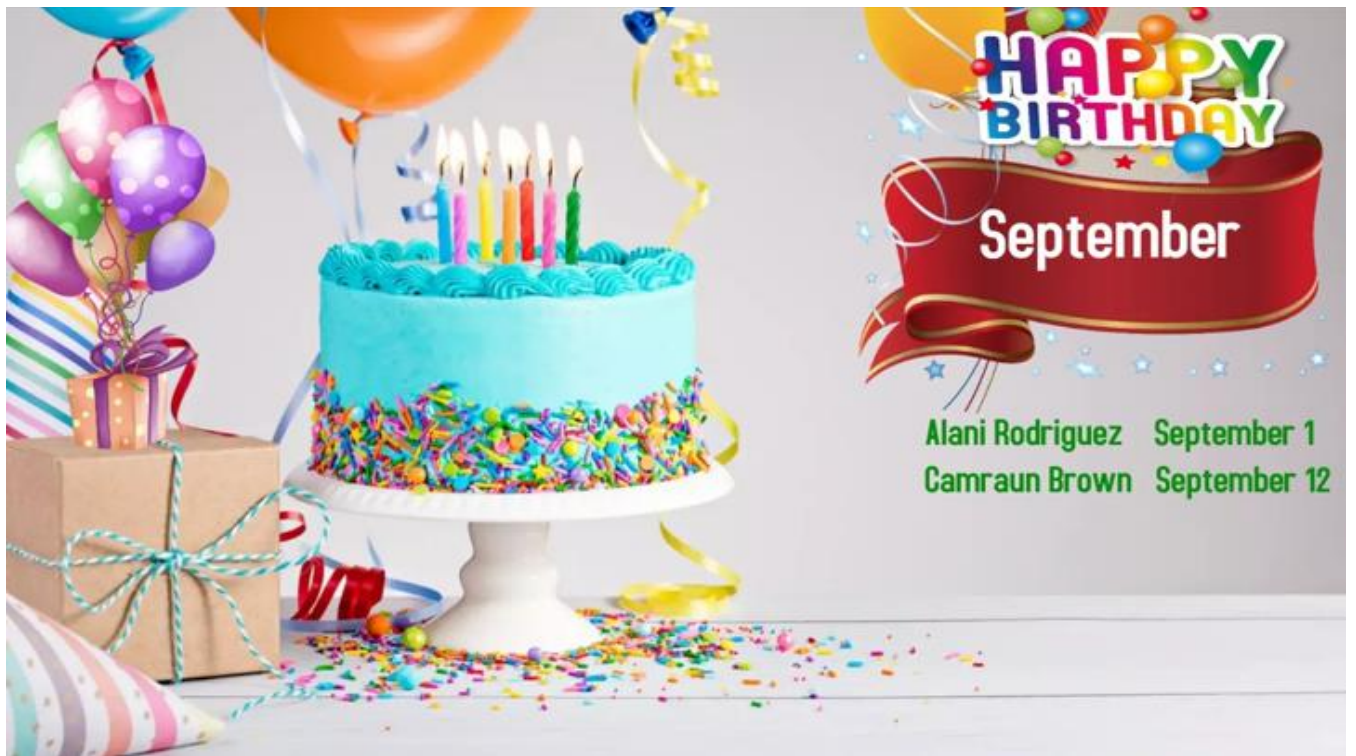 HAPPY
BIRTHDAY
September
Alani Rodriguez September 1
Camraun Brown September 12